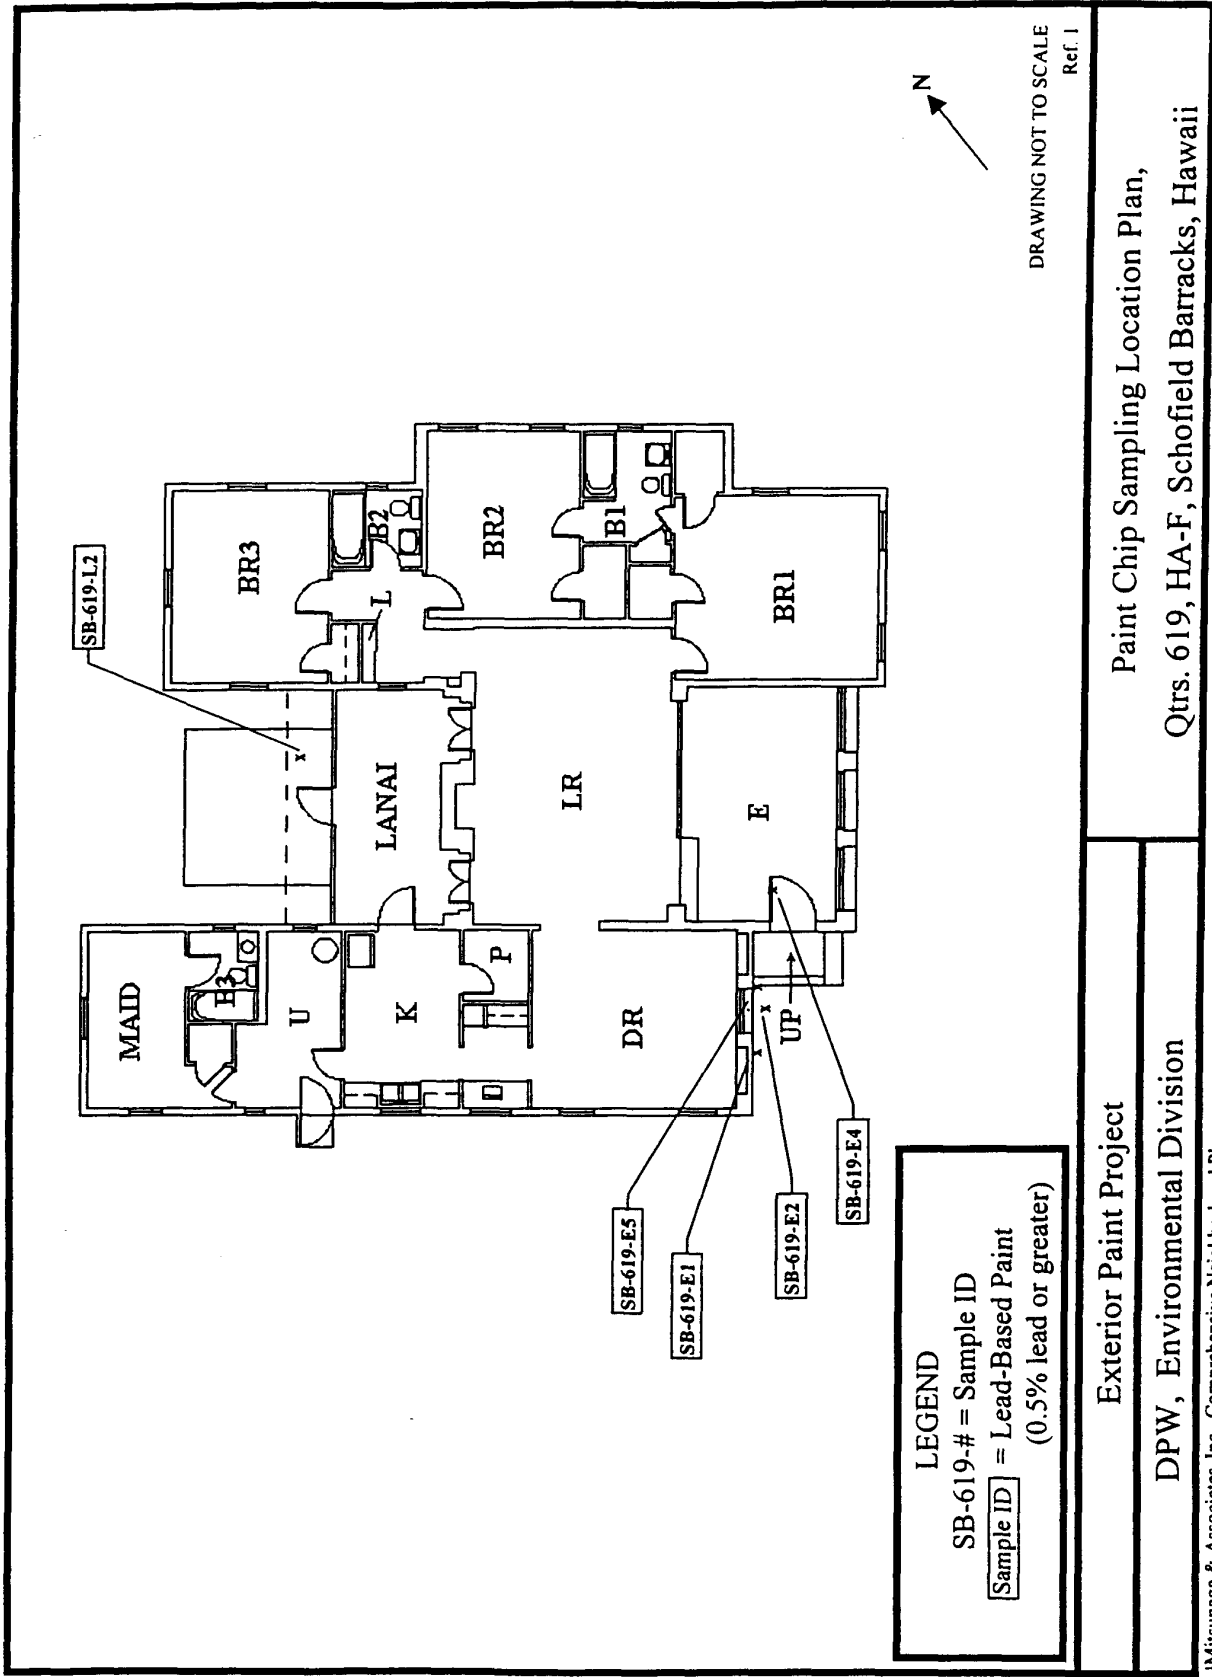 SB-619-L2
BR3
B2
L
BR2
B1
BR1
LANAI
LR
E
MAID
B3
U
K
P
DR
UP
SB-619-E5
SB-619-E1
SB-619-E2
SB-619-E4
N
DRAWING NOT TO SCALE
Ref. 1
LEGEND
SB-619-# = Sample ID
Sample ID = Lead-Based Paint
(0.5% lead or greater)
Exterior Paint Project
DPW, Environmental Division
Paint Chip Sampling Location Plan,
Qtrs. 619, HA-F, Schofield Barracks, Hawaii
& Associates Inc. Comprehensive